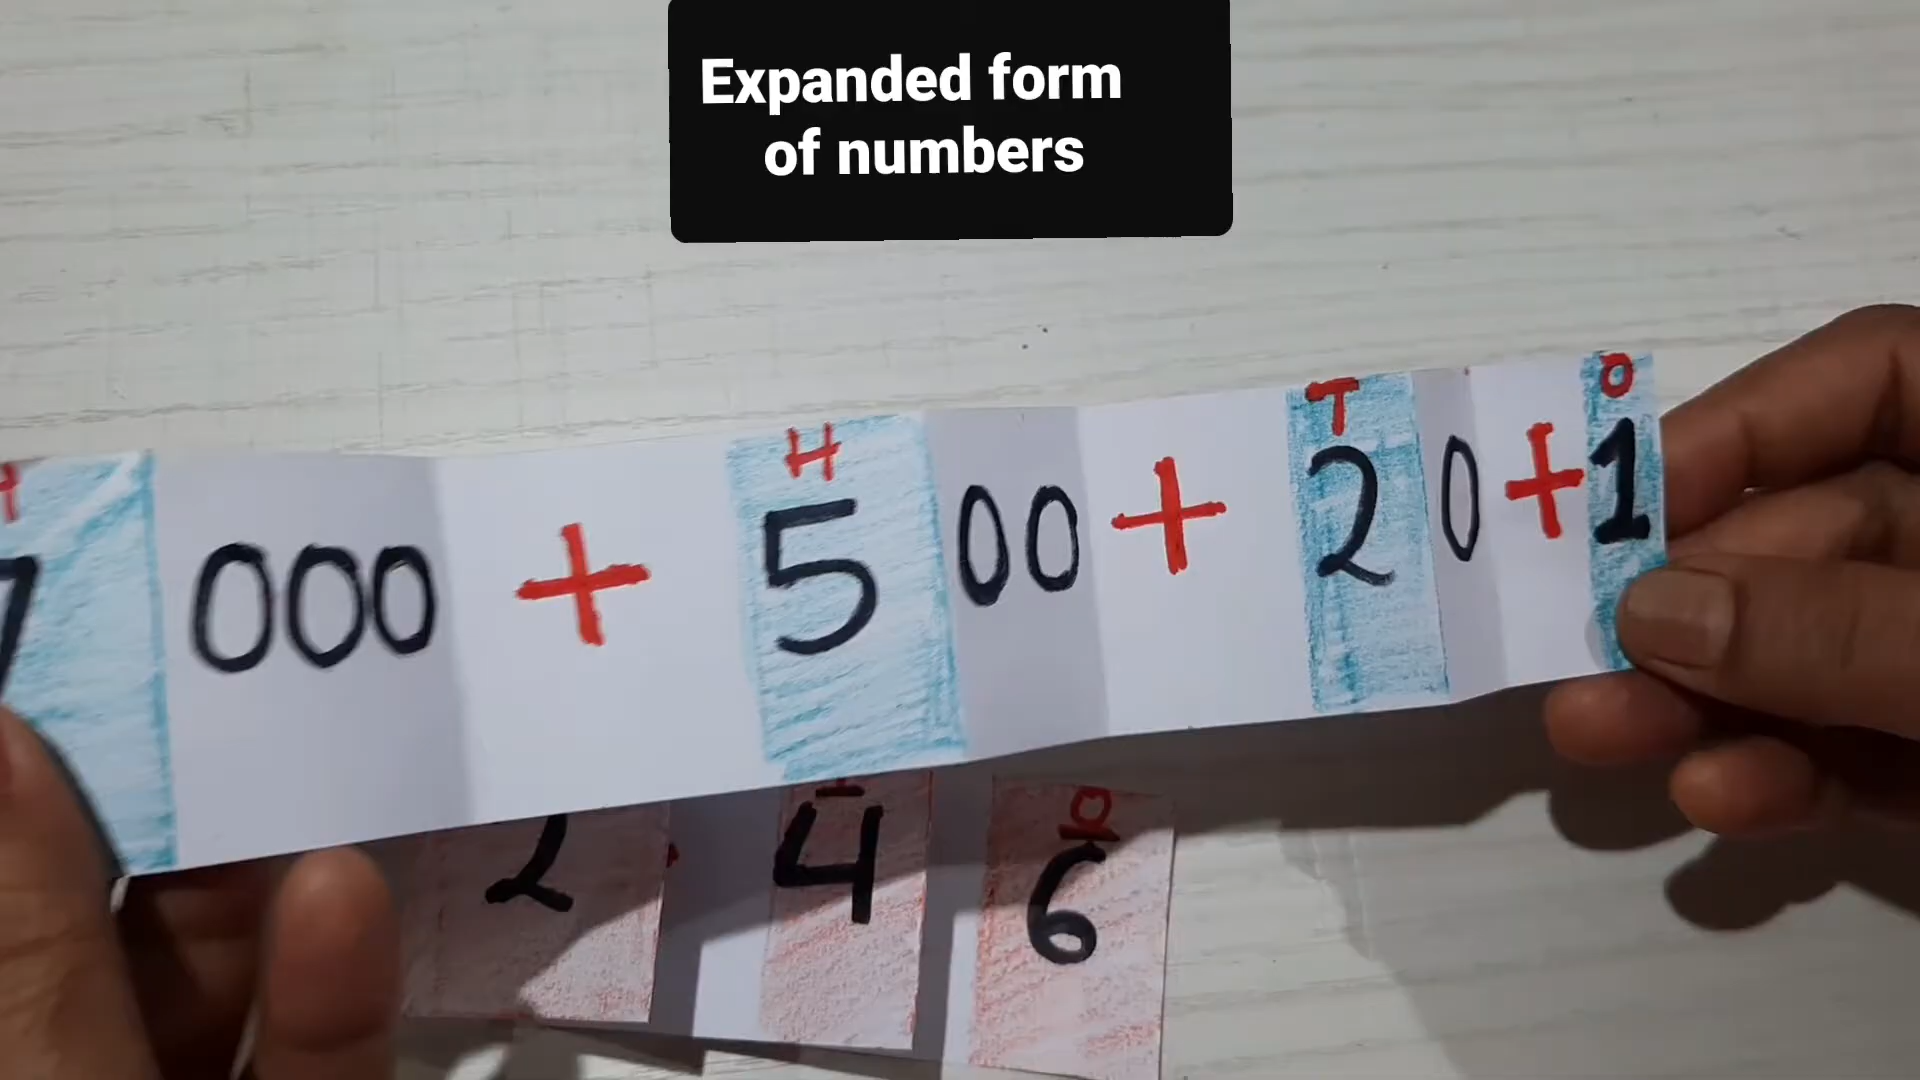 Expanded form
of numbers
H T O
7 000 + 5 00 + 2 0 + 1
O
2 4 6